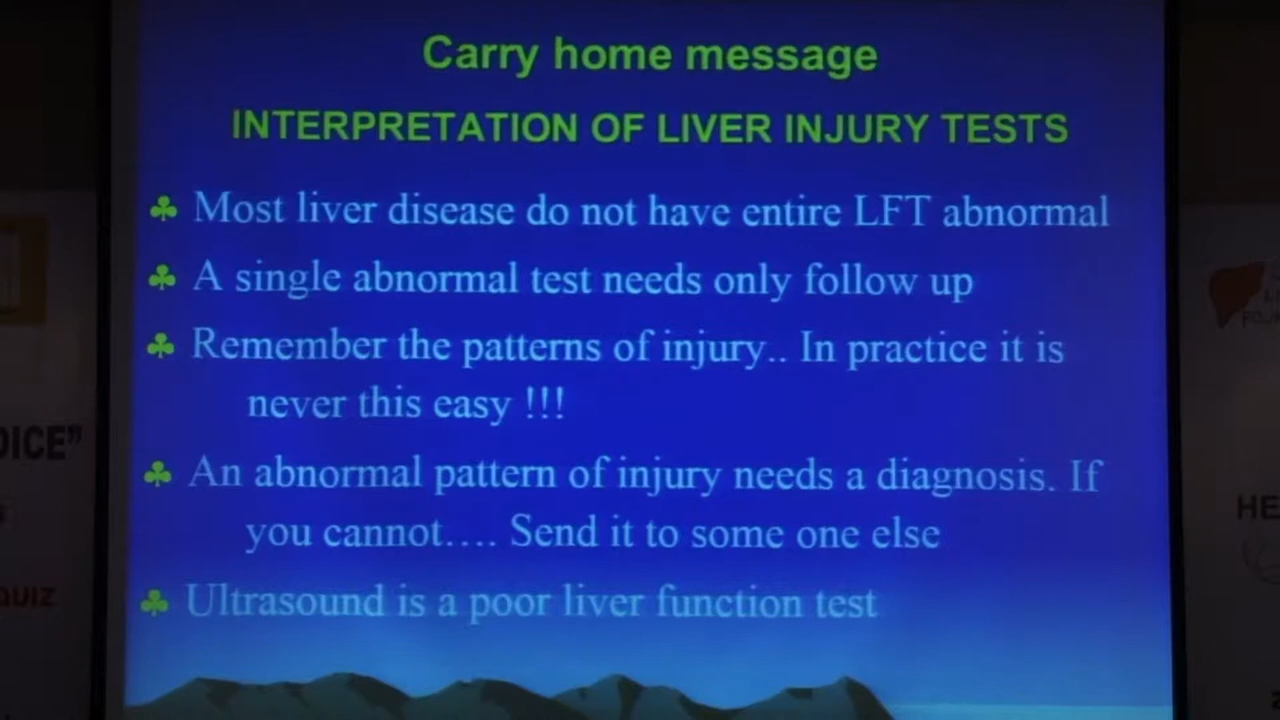 Carry home message
INTERPRETATION OF LIVER INJURY TESTS
Most liver disease do not have entire LFT abnormal
A single abnormal test needs only follow up
Remember the patterns of injury.. In practice it is
never this easy !!!
An abnormal pattern of injury needs a diagnosis. If
you cannot.... Send it to some one else
Ultrasound is a poor liver function test
QUIZ